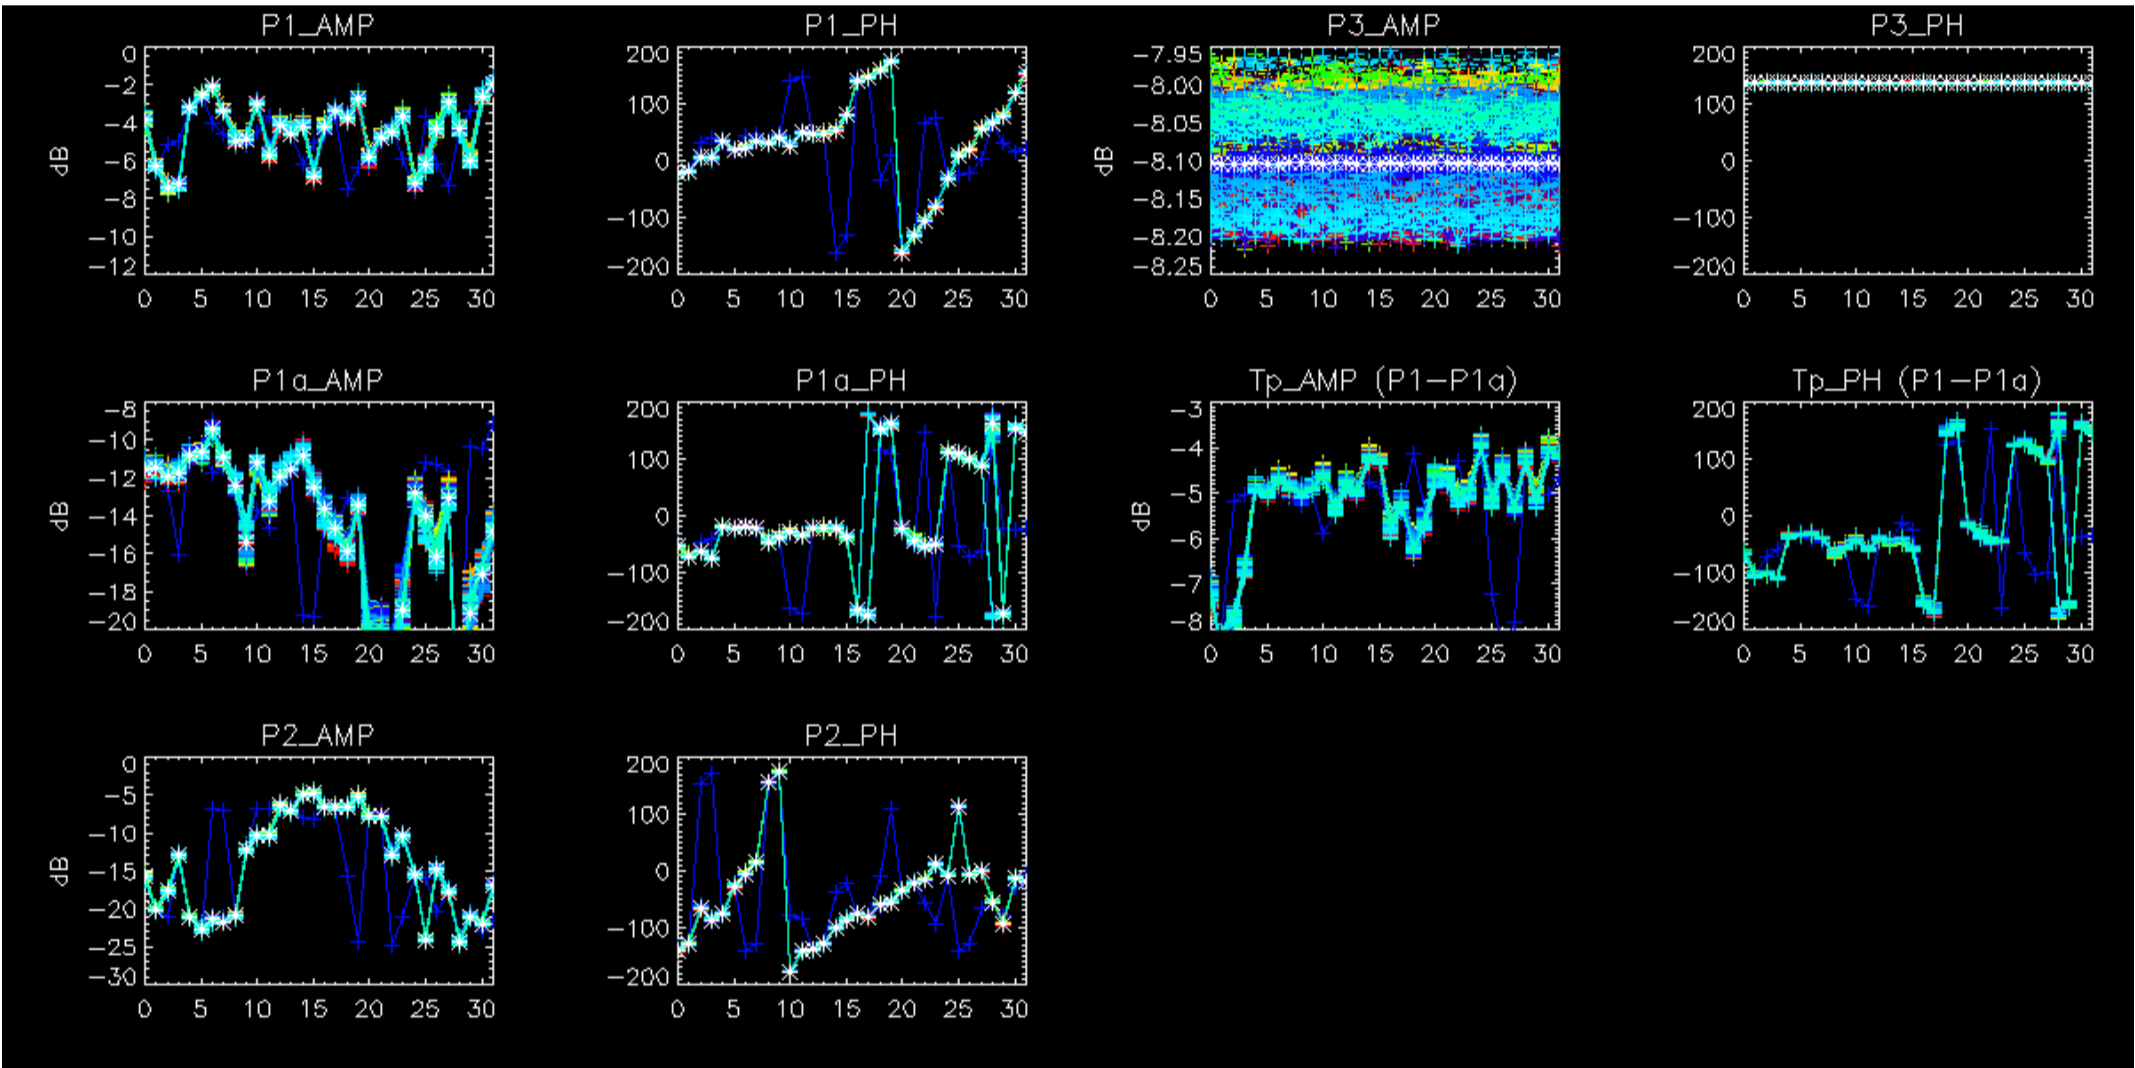 P1_AMP
0
−2
−4
−6
−8
−10
−12
dB
0 5 10 15 20 25 30
P1_PH
200
100
0
−100
−200
0 5 10 15 20 25 30
P3_AMP
−7.95
−8.00
−8.05
−8.10
−8.15
−8.20
−8.25
dB
0 5 10 15 20 25 30
P3_PH
200
100
0
−100
−200
0 5 10 15 20 25 30
P1a_AMP
−8
−10
−12
−14
−16
−18
−20
dB
0 5 10 15 20 25 30
P1a_PH
200
100
0
−100
−200
0 5 10 15 20 25 30
Tp_AMP (P1−P1a)
−3
−4
−5
−6
−7
−8
dB
0 5 10 15 20 25 30
Tp_PH (P1−P1a)
200
100
0
−100
−200
0 5 10 15 20 25 30
P2_AMP
0
−5
−10
−15
−20
−25
−30
dB
0 5 10 15 20 25 30
P2_PH
200
100
0
−100
−200
0 5 10 15 20 25 30